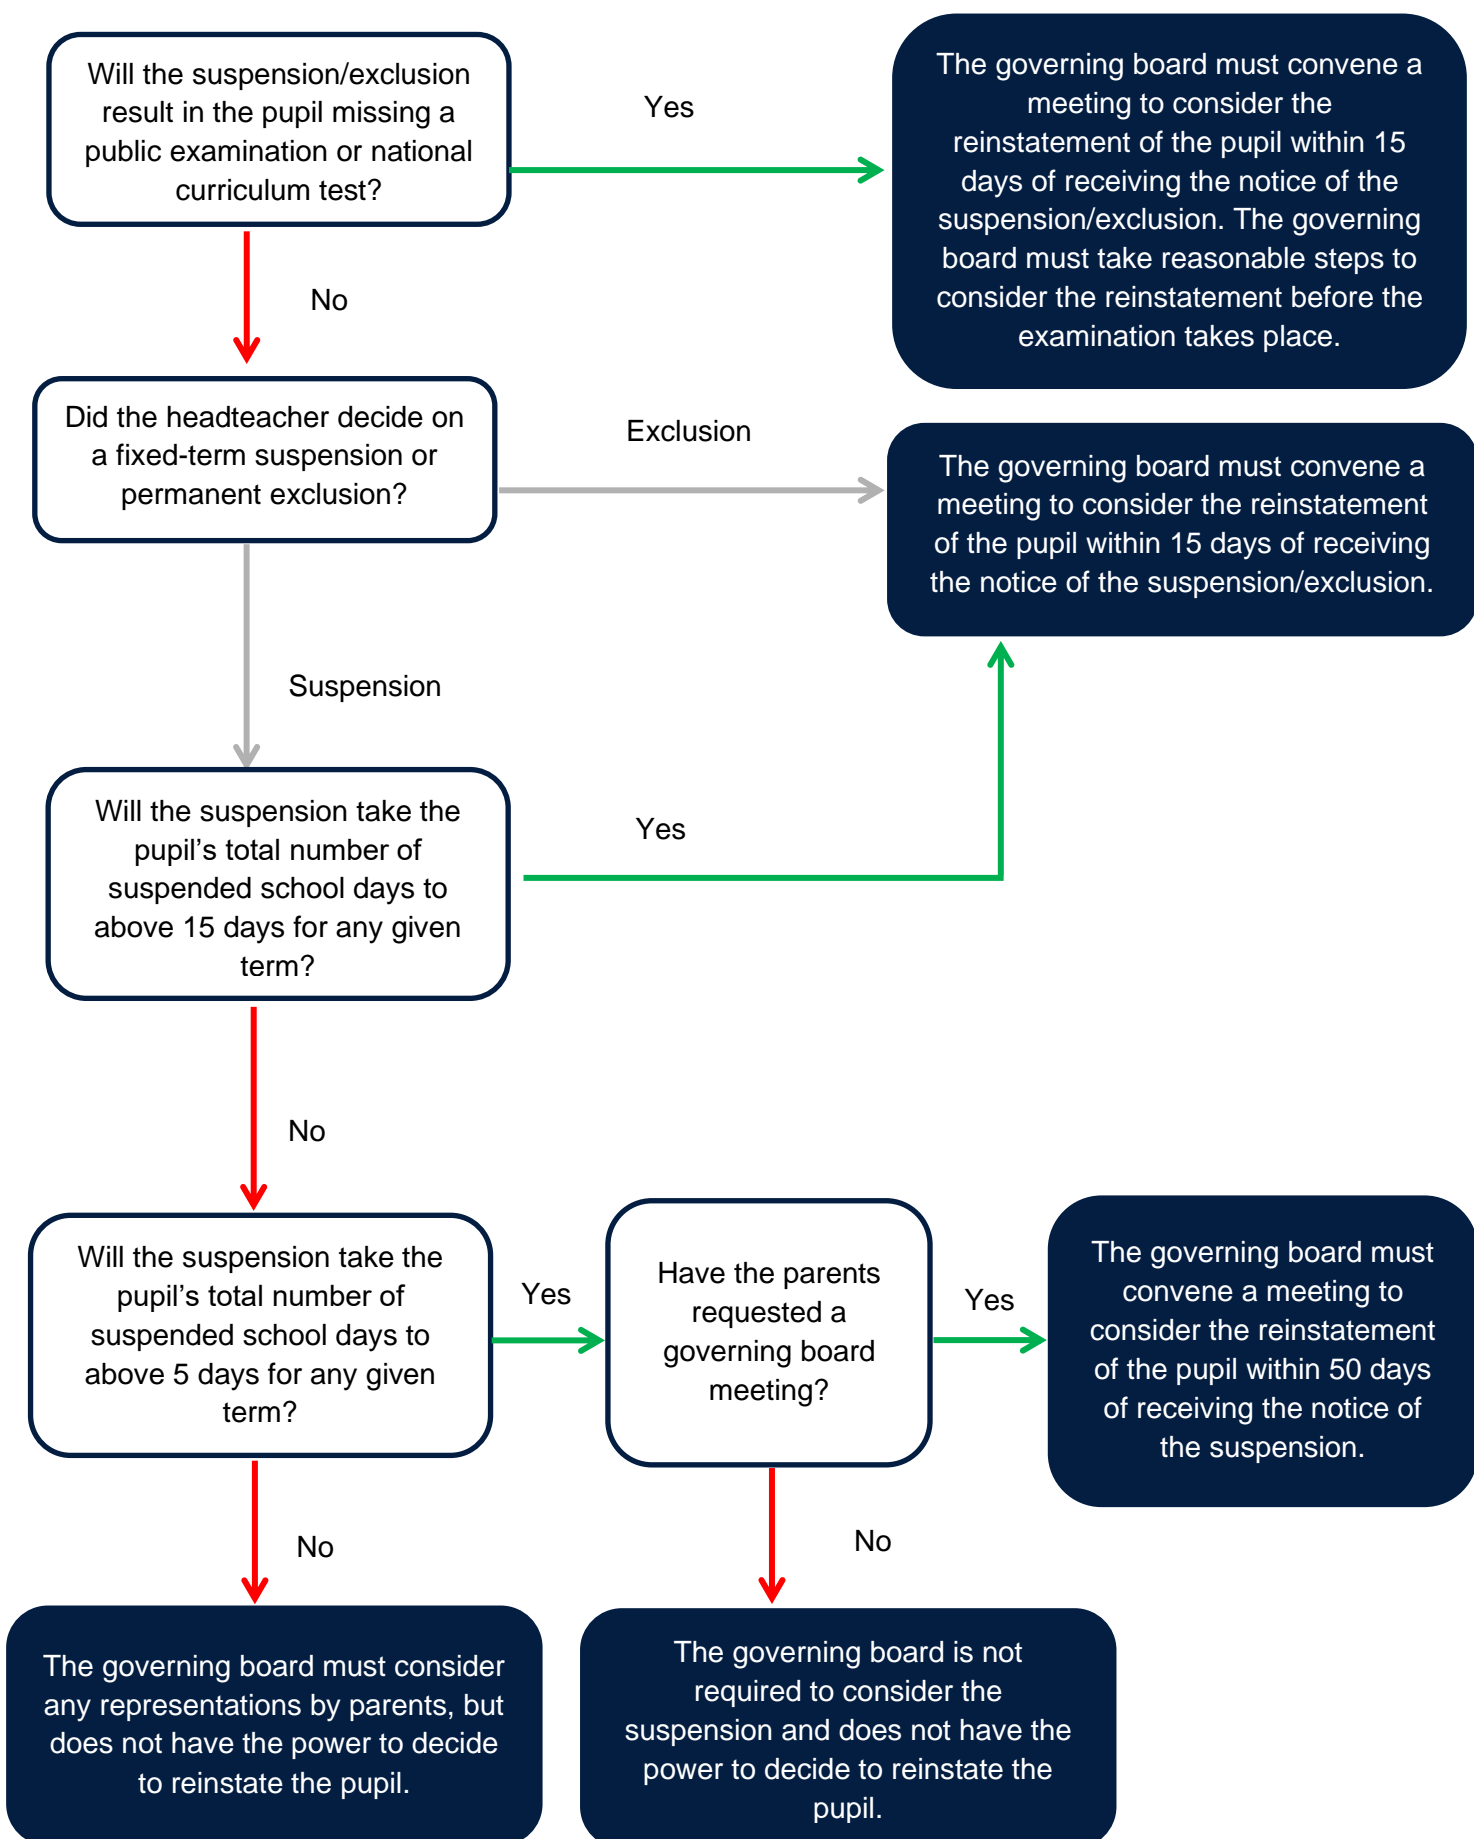 Will the suspension/exclusion
result in the pupil missing a
public examination or national
curriculum test?
Yes
The governing board must convene a
meeting to consider the
reinstatement of the pupil within 15
days of receiving the notice of the
suspension/exclusion. The governing
board must take reasonable steps to
consider the reinstatement before the
examination takes place.
No
Did the headteacher decide on
a fixed-term suspension or
permanent exclusion?
Exclusion
The governing board must convene a
meeting to consider the reinstatement
of the pupil within 15 days of receiving
the notice of the suspension/exclusion.
Suspension
Will the suspension take the
pupil’s total number of
suspended school days to
above 15 days for any given
term?
Yes
No
Will the suspension take the
pupil’s total number of
suspended school days to
above 5 days for any given
term?
Yes
Have the parents
requested a
governing board
meeting?
Yes
The governing board must
convene a meeting to
consider the reinstatement
of the pupil within 50 days
of receiving the notice of
the suspension.
No
No
The governing board must consider
any representations by parents, but
does not have the power to decide
to reinstate the pupil.
The governing board is not
required to consider the
suspension and does not have the
power to decide to reinstate the
pupil.